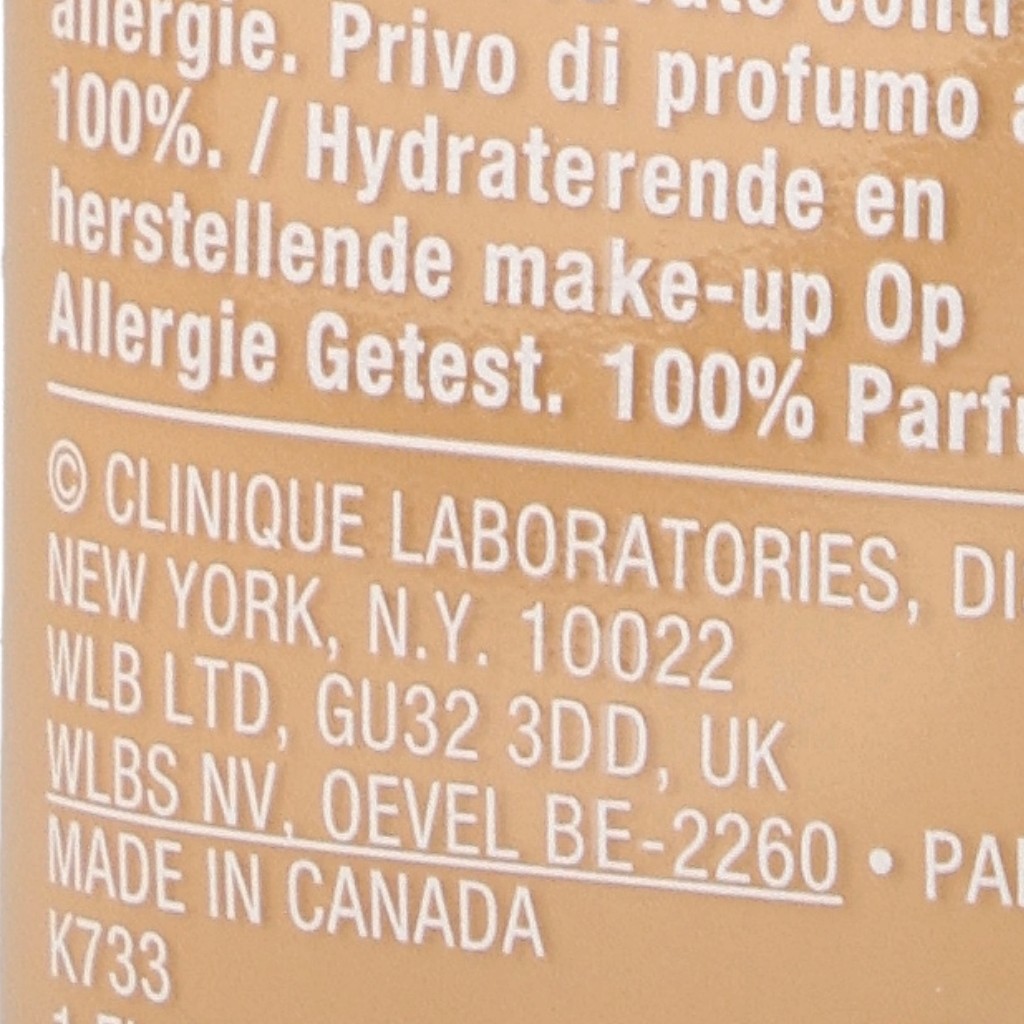 allergie. Privo di profumo
100%. / Hydraterende en
herstellende make-up Op
Allergie Getest. 100%
© CLINIQUE LABORATORIES,
NEW YORK, N.Y. 10022
WLB LTD, GU32 3DD, UK
WLBS NV, OEVEL BE-2260 •
MADE IN CANADA
K733